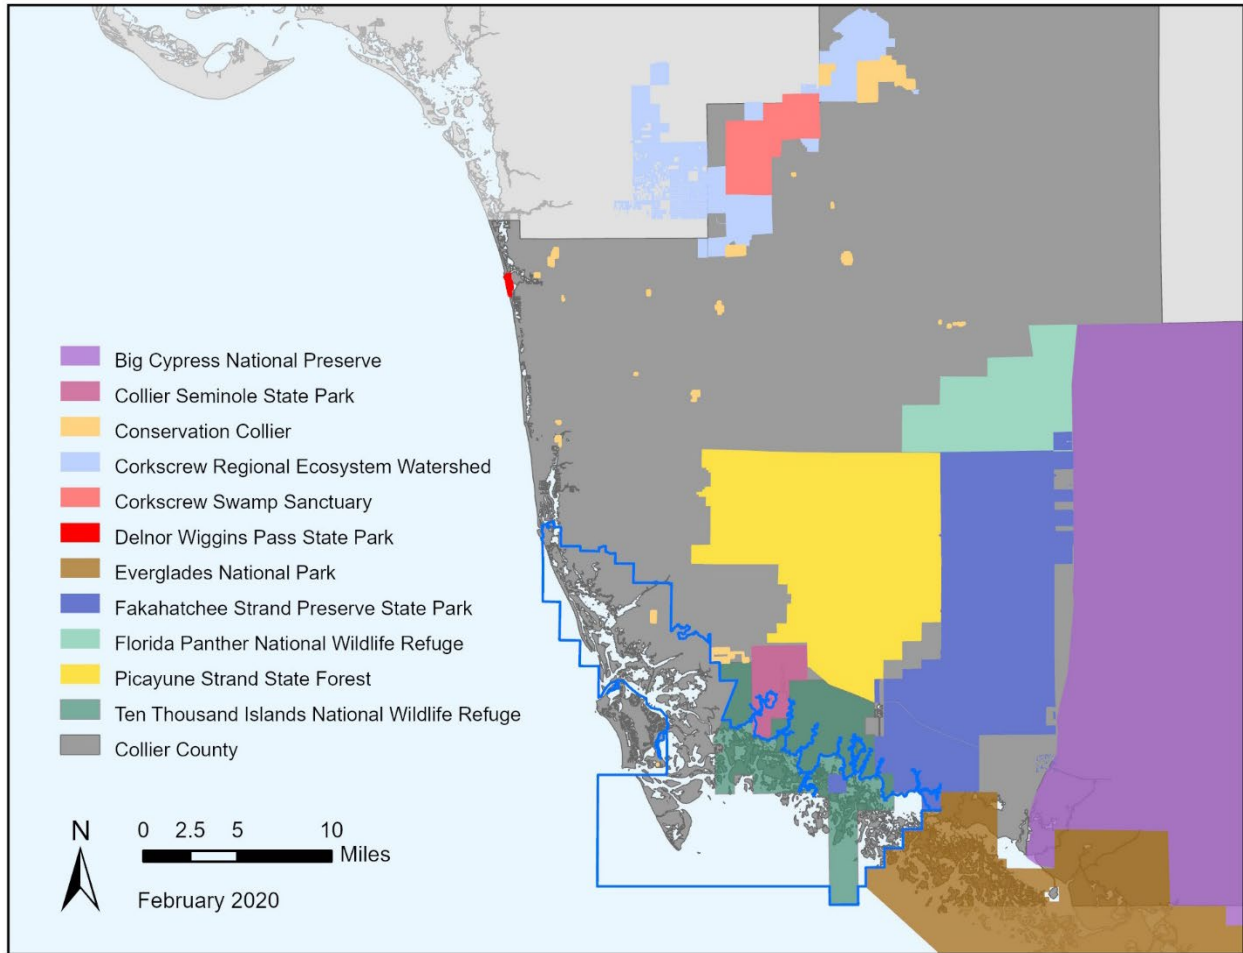 Big Cypress National Preserve
Collier Seminole State Park
Conservation Collier
Corkscrew Regional Ecosystem Watershed
Corkscrew Swamp Sanctuary
Delnor Wiggins Pass State Park
Everglades National Park
Fakahatchee Strand Preserve State Park
Florida Panther National Wildlife Refuge
Picayune Strand State Forest
Ten Thousand Islands National Wildlife Refuge
Collier County
N
0 2.5 5 10
Miles
February 2020